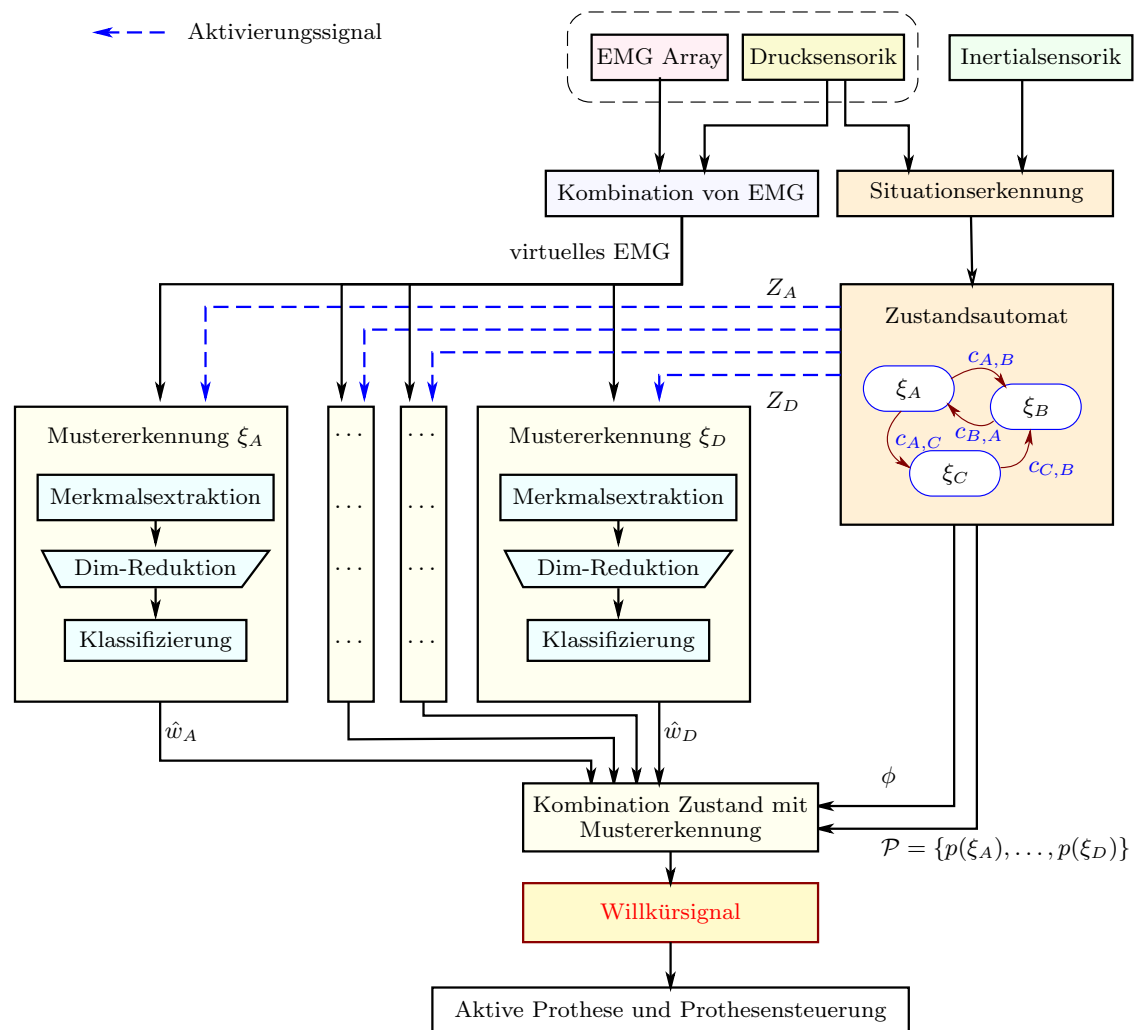 Aktivierungssignal
EMG Array
Drucksensorik
Inertialsensorik
Kombination von EMG
Situationserkennung
virtuelles EMG
Z_A
Zustandsautomat
c_{A,B}
ξ_A
ξ_B
c_{B,A}
c_{A,C}
ξ_C
c_{C,B}
Z_D
Mustererkennung ξ_A
Merkmalsextraktion
Dim-Reduktion
Klassifizierung
...
...
...
...
...
...
...
...
Mustererkennung ξ_D
Merkmalsextraktion
Dim-Reduktion
Klassifizierung
ŵ_A
ŵ_D
ϕ
Kombination Zustand mit
Mustererkennung
𝒫 = {p(ξ_A), . . . , p(ξ_D)}
Willkürsignal
Aktive Prothese und Prothesensteuerung